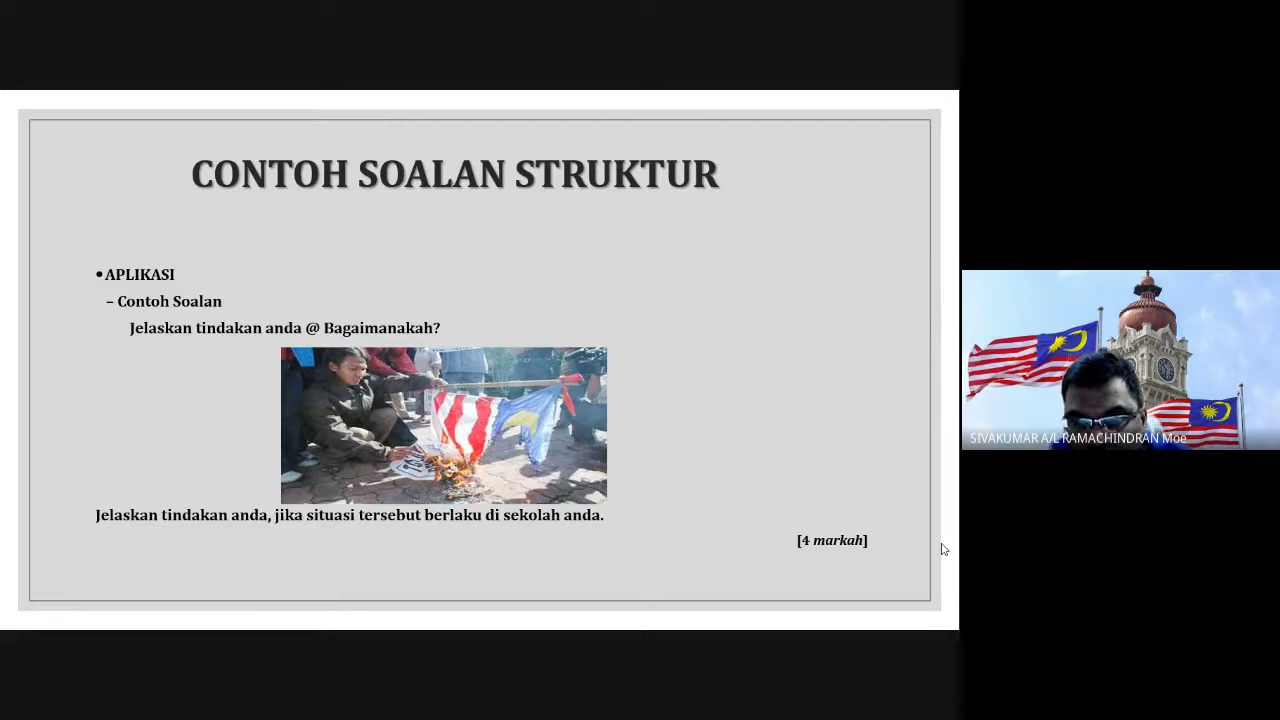 CONTOH SOALAN STRUKTUR
•APLIKASI
– Contoh Soalan
Jelaskan tindakan anda @ Bagaimanakah?
Jelaskan tindakan anda, jika situasi tersebut berlaku di sekolah anda.
[4 markah]
SIVAKUMAR A/L RAMACHINDRAN Moe